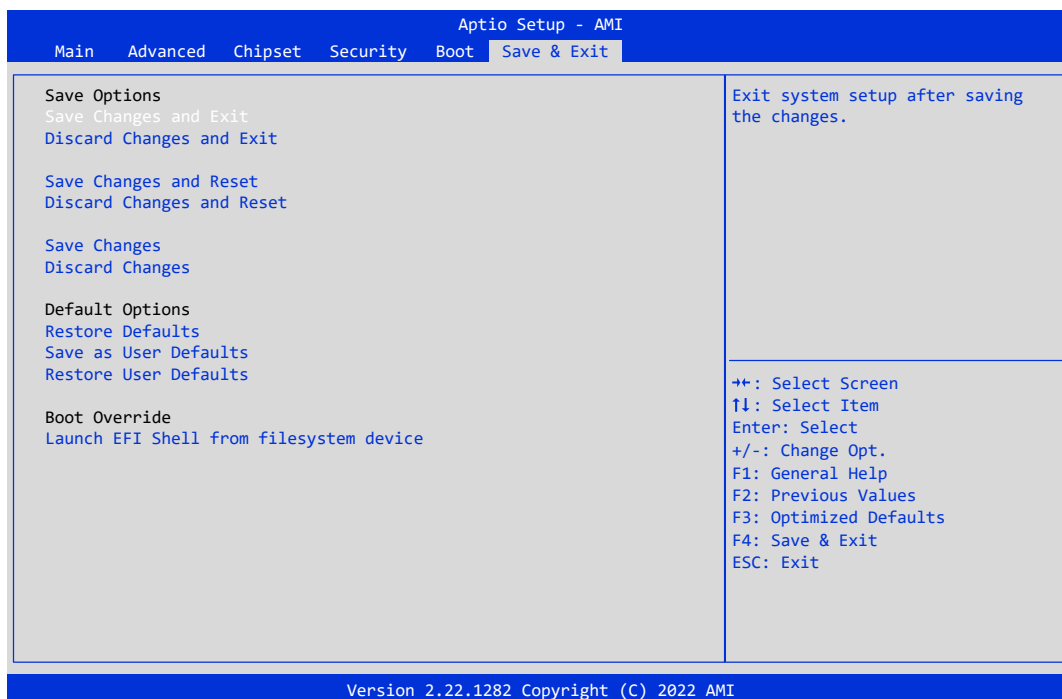 Aptio Setup - AMI
Main Advanced Chipset Security Boot Save & Exit
Save Options
Save Changes and Exit
Discard Changes and Exit
Save Changes and Reset
Discard Changes and Reset
Save Changes
Discard Changes
Default Options
Restore Defaults
Save as User Defaults
Restore User Defaults
Boot Override
Launch EFI Shell from filesystem device
Exit system setup after saving
the changes.
→←: Select Screen
↑↓: Select Item
Enter: Select
+/-: Change Opt.
F1: General Help
F2: Previous Values
F3: Optimized Defaults
F4: Save & Exit
ESC: Exit
Version 2.22.1282 Copyright (C) 2022 AMI